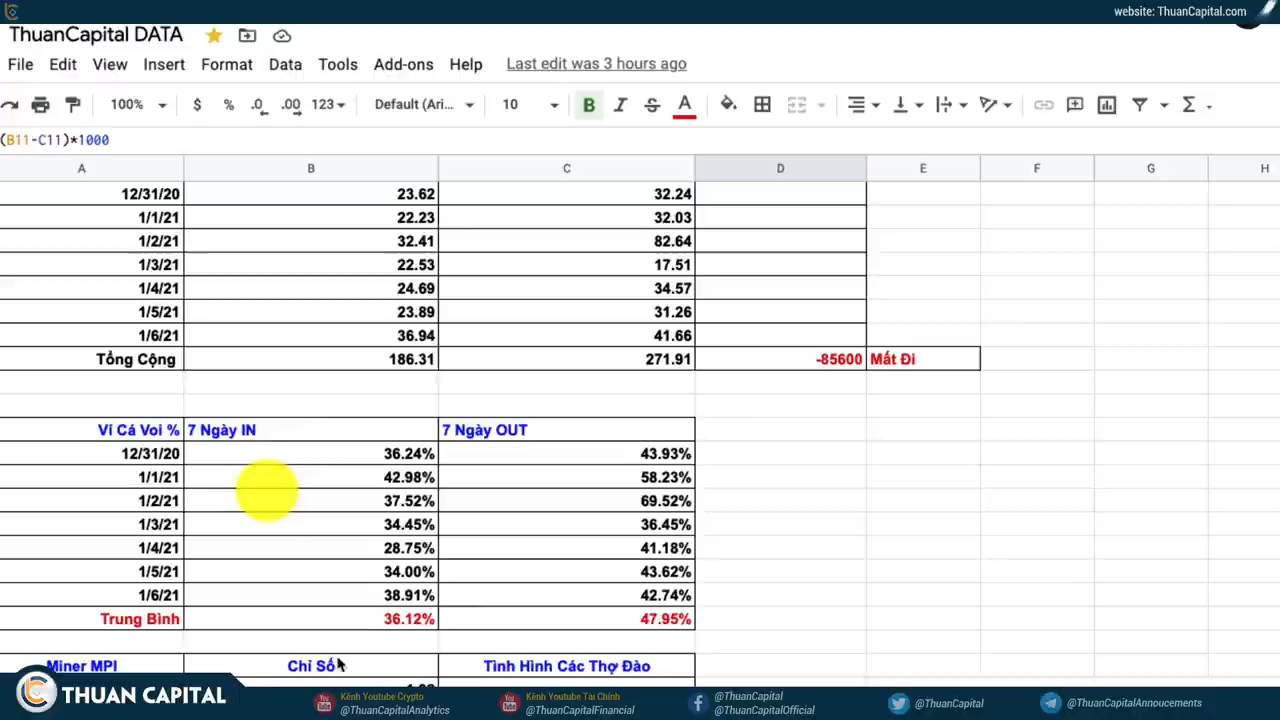 website: ThuanCapital.com
ThuanCapital DATA
File Edit View Insert Format Data Tools Add-ons Help Last edit was 3 hours ago
100% $ % .0 .00 123 Default (Ari... 10 B I S A Σ
(B11-C11)*1000
A B C D E F G H
12/31/20 23.62 32.24
1/1/21 22.23 32.03
1/2/21 32.41 82.64
1/3/21 22.53 17.51
1/4/21 24.69 34.57
1/5/21 23.89 31.26
1/6/21 36.94 41.66
Tổng Cộng 186.31 271.91 -85600 Mất Đi
Ví Cá Voi % 7 Ngày IN 7 Ngày OUT
12/31/20 36.24% 43.93%
1/1/21 42.98% 58.23%
1/2/21 37.52% 69.52%
1/3/21 34.45% 36.45%
1/4/21 28.75% 41.18%
1/5/21 34.00% 43.62%
1/6/21 38.91% 42.74%
Trung Bình 36.12% 47.95%
Miner MPI Chỉ Số Tình Hình Các Thợ Đào
THUAN CAPITAL
Kênh Youtube Crypto
@ThuanCapitalAnalytics
Kênh Youtube Tài Chính
@ThuanCapitalFinancial
@ThuanCapital
@ThuanCapitalOfficial
@ThuanCapital
@ThuanCapitalAnnoucements